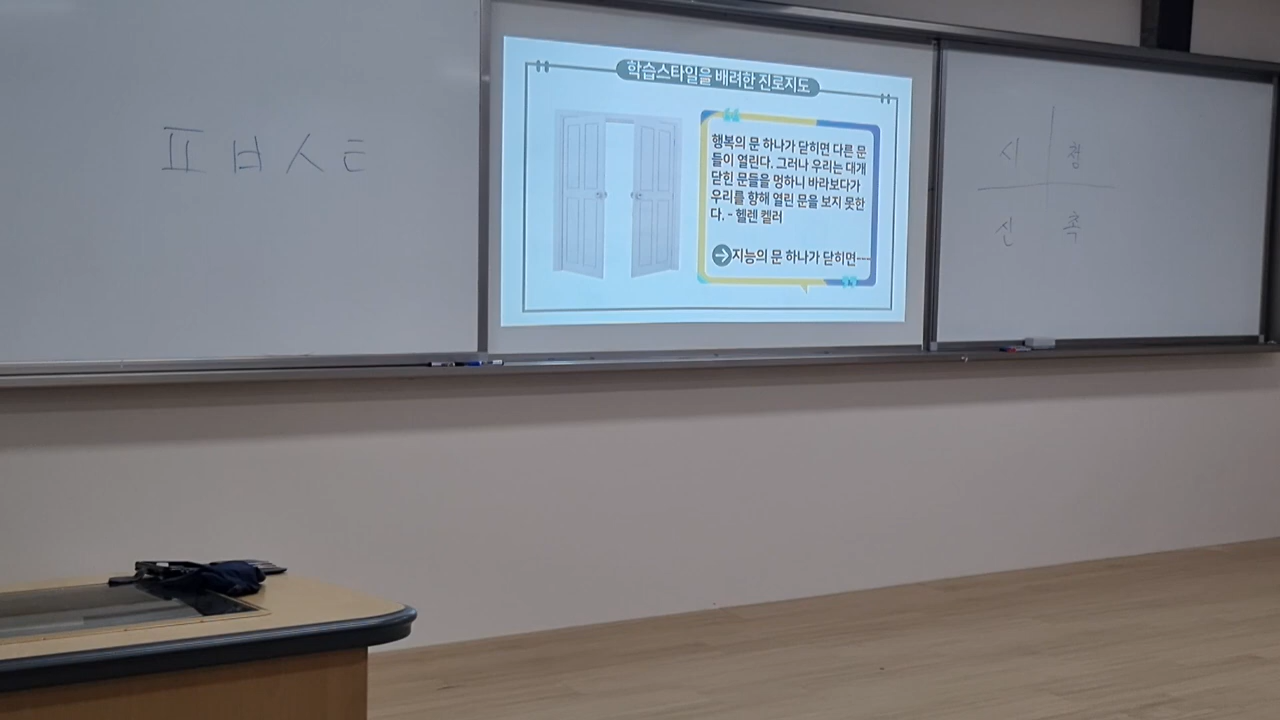 ㅍ ㅂ ㅅ ㅌ
학습스타일을 배려한 진로지도
행복의 문 하나가 닫히면 다른 문
들이 열린다. 그러나 우리는 대개
닫힌 문들을 멍하니 바라보다가
우리를 향해 열린 문을 보지 못한
다. - 헬렌 켈러
지능의 문 하나가 닫히면---
시
신 촉